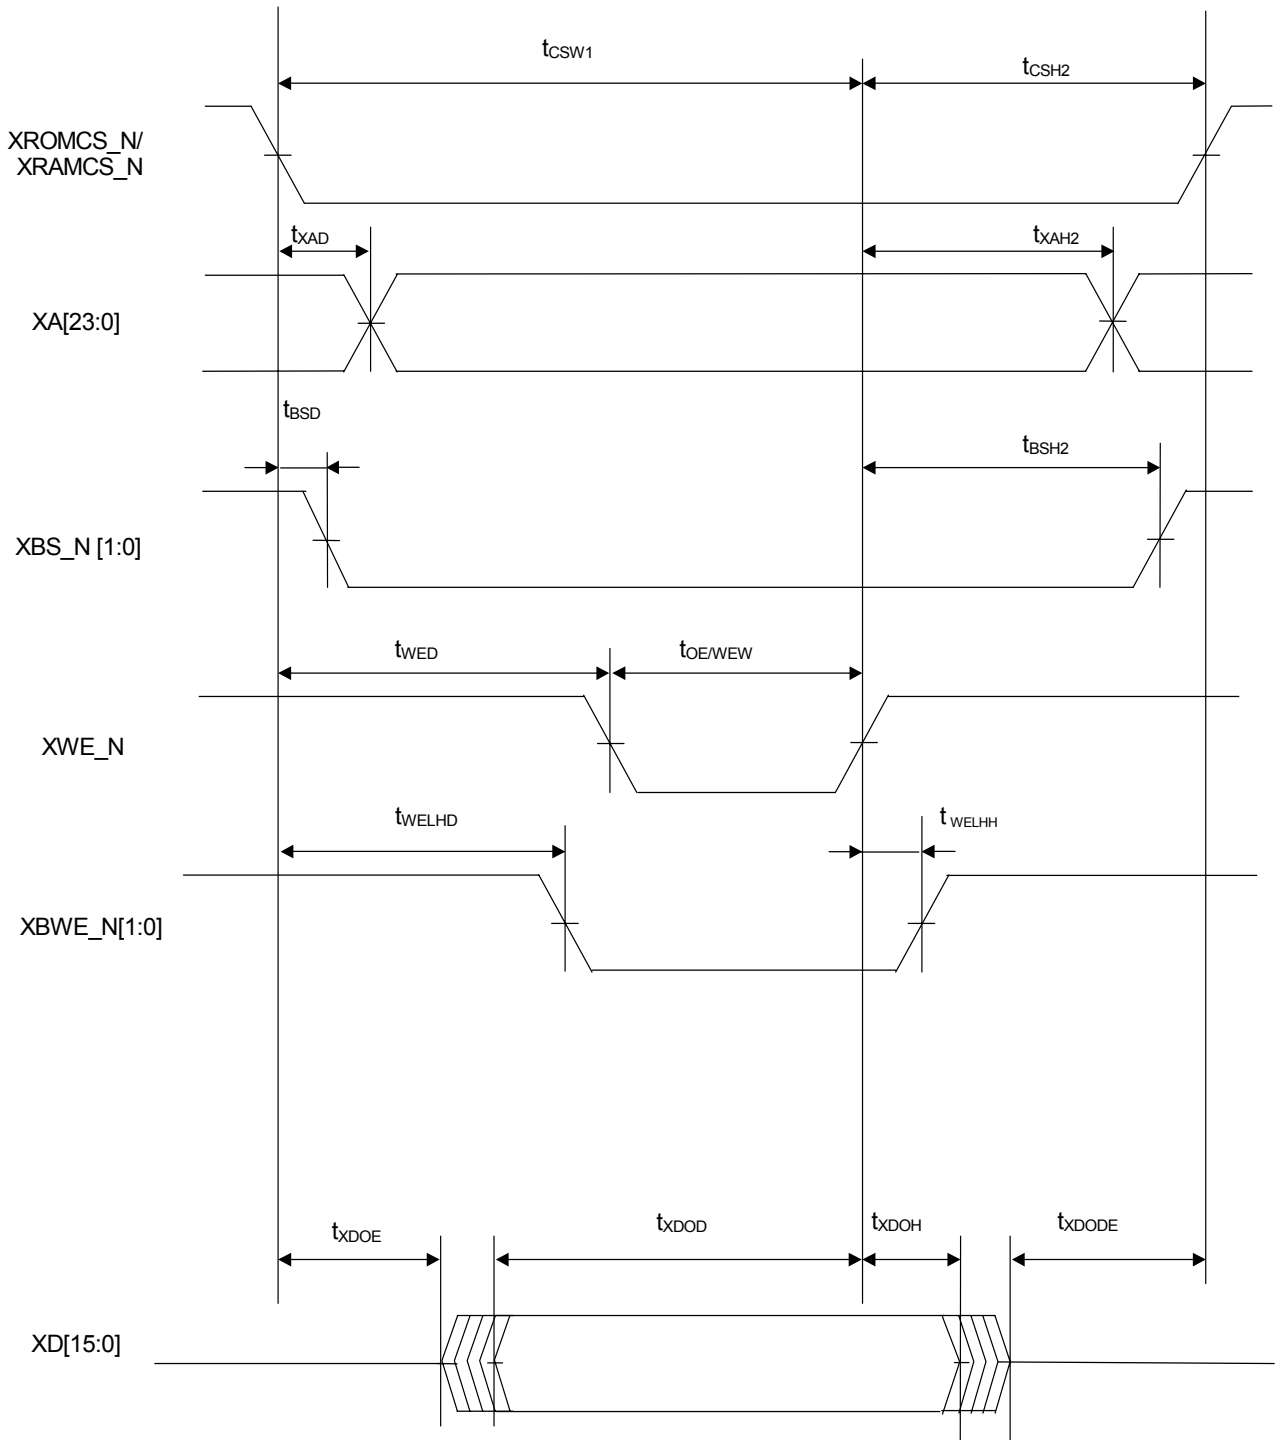 tCSW1
tCSH2
XROMCS_N/
XRAMCS_N
tXAD
tXAH2
XA[23:0]
tBSD
tBSH2
XBS_N [1:0]
tWED
tOE/WEW
XWE_N
tWELHD
t WELHH
XBWE_N[1:0]
tXDOE
tXDOD
tXDOH
tXDODE
XD[15:0]